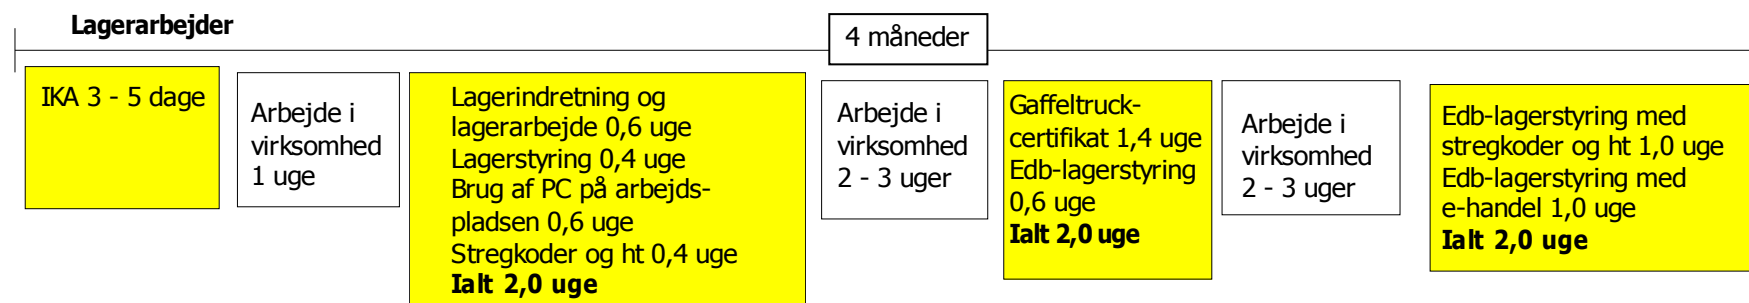 Lagerarbejder
4 måneder
IKA 3 - 5 dage
Arbejde i
virksomhed
1 uge
Lagerindretning og
lagerarbejde 0,6 uge
Lagerstyring 0,4 uge
Brug af PC på arbejds-
pladsen 0,6 uge
Stregkoder og ht 0,4 uge
Ialt 2,0 uge
Arbejde i
virksomhed
2 - 3 uger
Gaffeltruck-
certifikat 1,4 uge
Edb-lagerstyring
0,6 uge
Ialt 2,0 uge
Arbejde i
virksomhed
2 - 3 uger
Edb-lagerstyring med
stregkoder og ht 1,0 uge
Edb-lagerstyring med
e-handel 1,0 uge
Ialt 2,0 uge